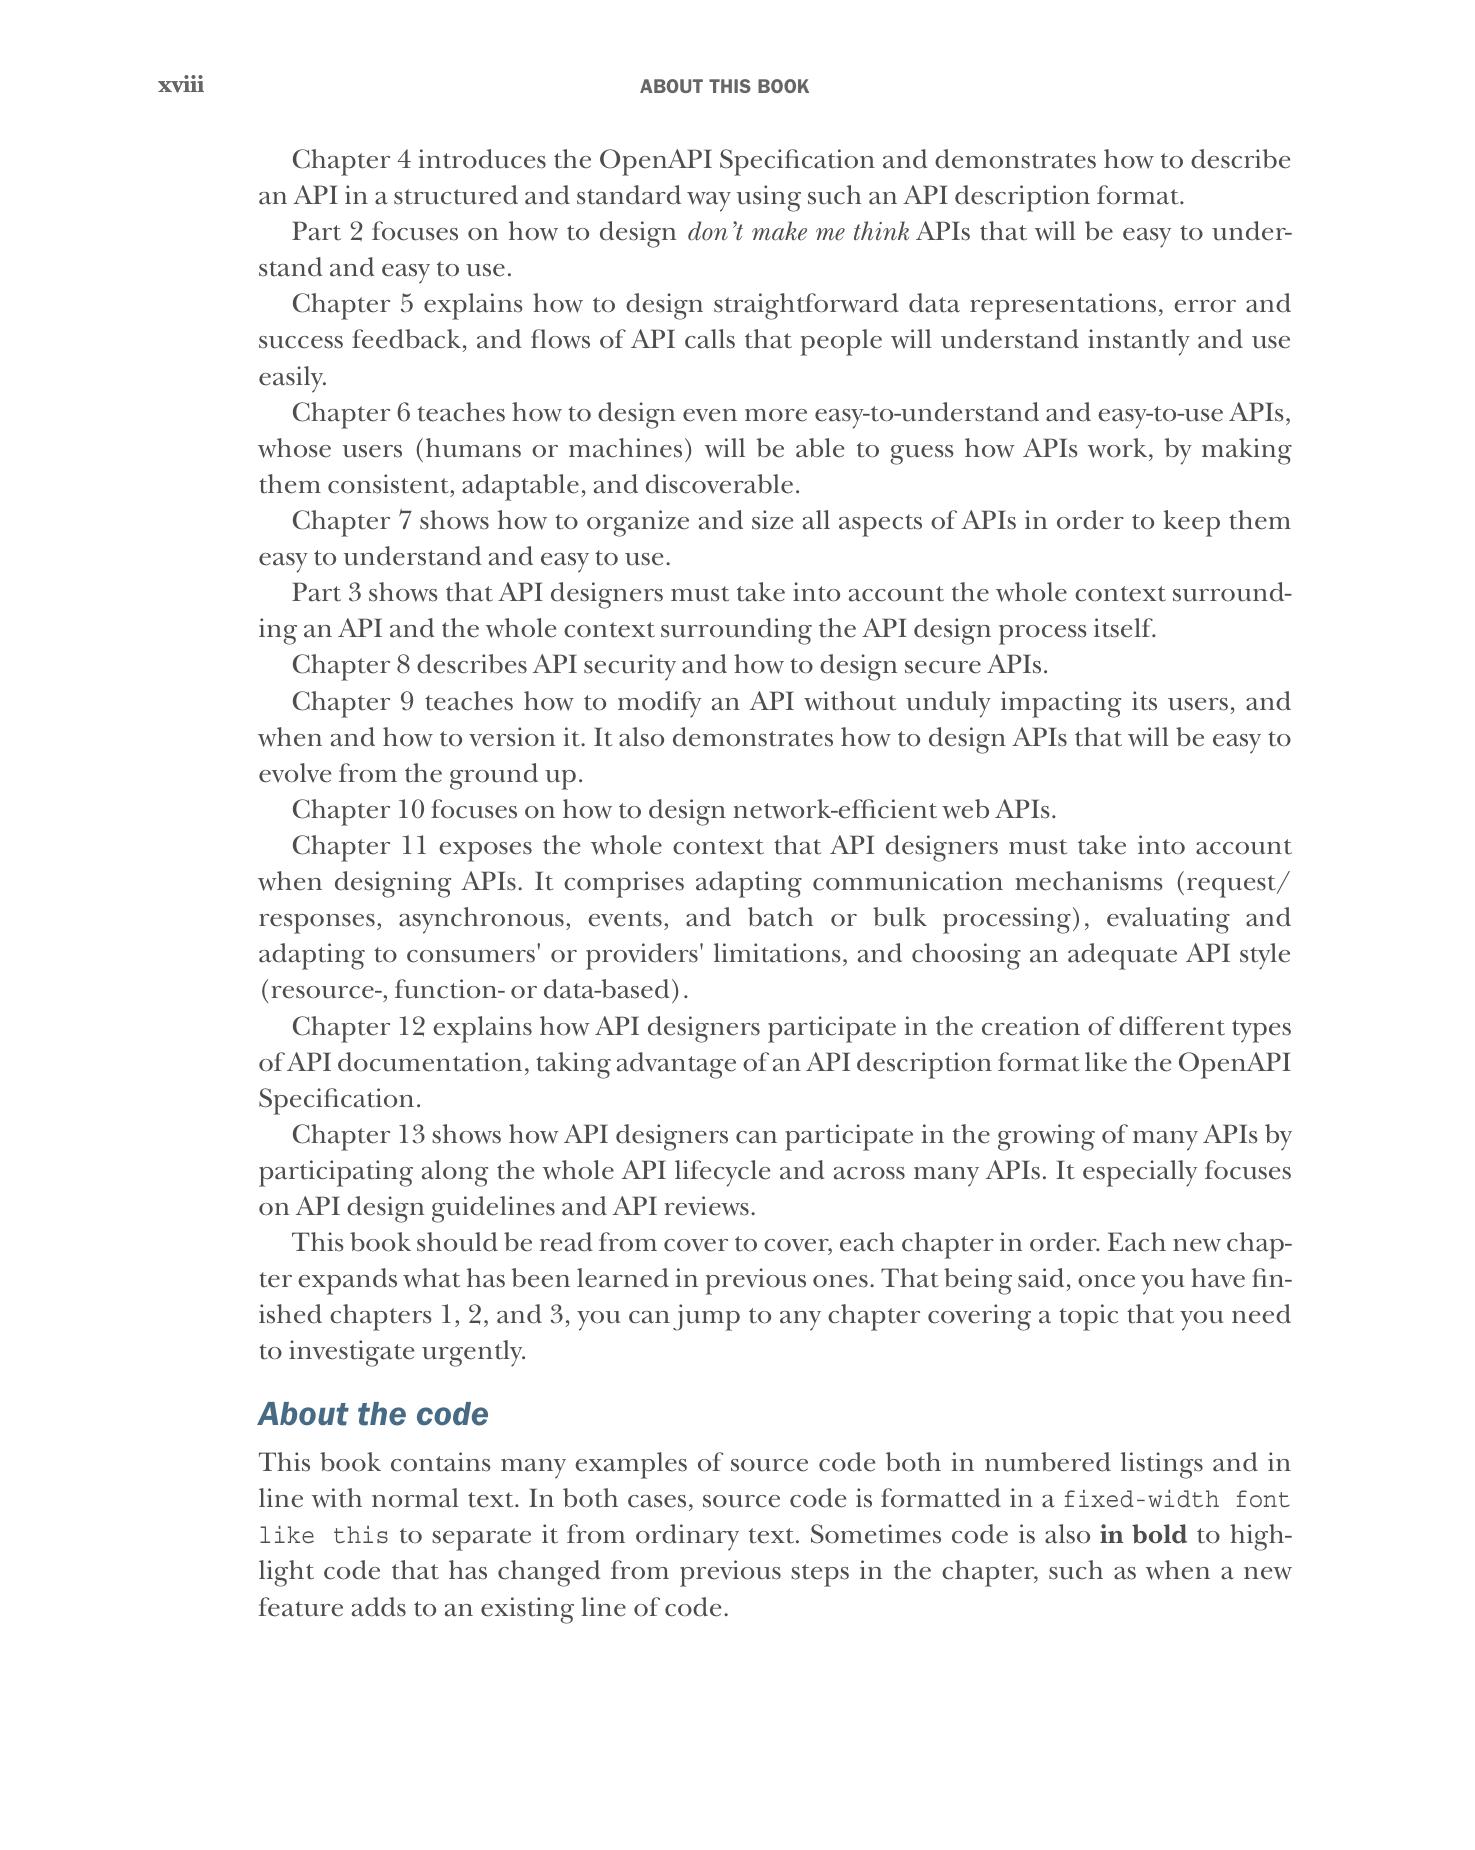 xviii
ABOUT THIS BOOK
Chapter 4 introduces the OpenAPI Specification and demonstrates how to describe
an API in a structured and standard way using such an API description format.
Part 2 focuses on how to design don't make me think APIs that will be easy to under-
stand and easy to use.
Chapter 5 explains how to design straightforward data representations, error and
success feedback, and flows of API calls that people will understand instantly and use
easily.
Chapter 6 teaches how to design even more easy-to-understand and easy-to-use APIs,
whose users (humans or machines) will be able to guess how APIs work, by making
them consistent, adaptable, and discoverable.
Chapter 7 shows how to organize and size all aspects of APIs in order to keep them
easy to understand and easy to use.
Part 3 shows that API designers must take into account the whole context surround-
ing an API and the whole context surrounding the API design process itself.
Chapter 8 describes API security and how to design secure APIs.
Chapter 9 teaches how to modify an API without unduly impacting its users, and
when and how to version it. It also demonstrates how to design APIs that will be easy to
evolve from the ground up.
Chapter 10 focuses on how to design network-efficient web APIs.
Chapter 11 exposes the whole context that API designers must take into account
when designing APIs. It comprises adapting communication mechanisms (request/
responses, asynchronous, events, and batch or bulk processing), evaluating and
adapting to consumers' or providers' limitations, and choosing an adequate API style
(resource-, function- or data-based).
Chapter 12 explains how API designers participate in the creation of different types
of API documentation, taking advantage of an API description format like the OpenAPI
Specification.
Chapter 13 shows how API designers can participate in the growing of many APIs by
participating along the whole API lifecycle and across many APIs. It especially focuses
on API design guidelines and API reviews.
This book should be read from cover to cover, each chapter in order. Each new chap-
ter expands what has been learned in previous ones. That being said, once you have fin-
ished chapters 1, 2, and 3, you can jump to any chapter covering a topic that you need
to investigate urgently.
About the code
This book contains many examples of source code both in numbered listings and in
line with normal text. In both cases, source code is formatted in a fixed-width font
like this to separate it from ordinary text. Sometimes code is also in bold to high-
light code that has changed from previous steps in the chapter, such as when a new
feature adds to an existing line of code.